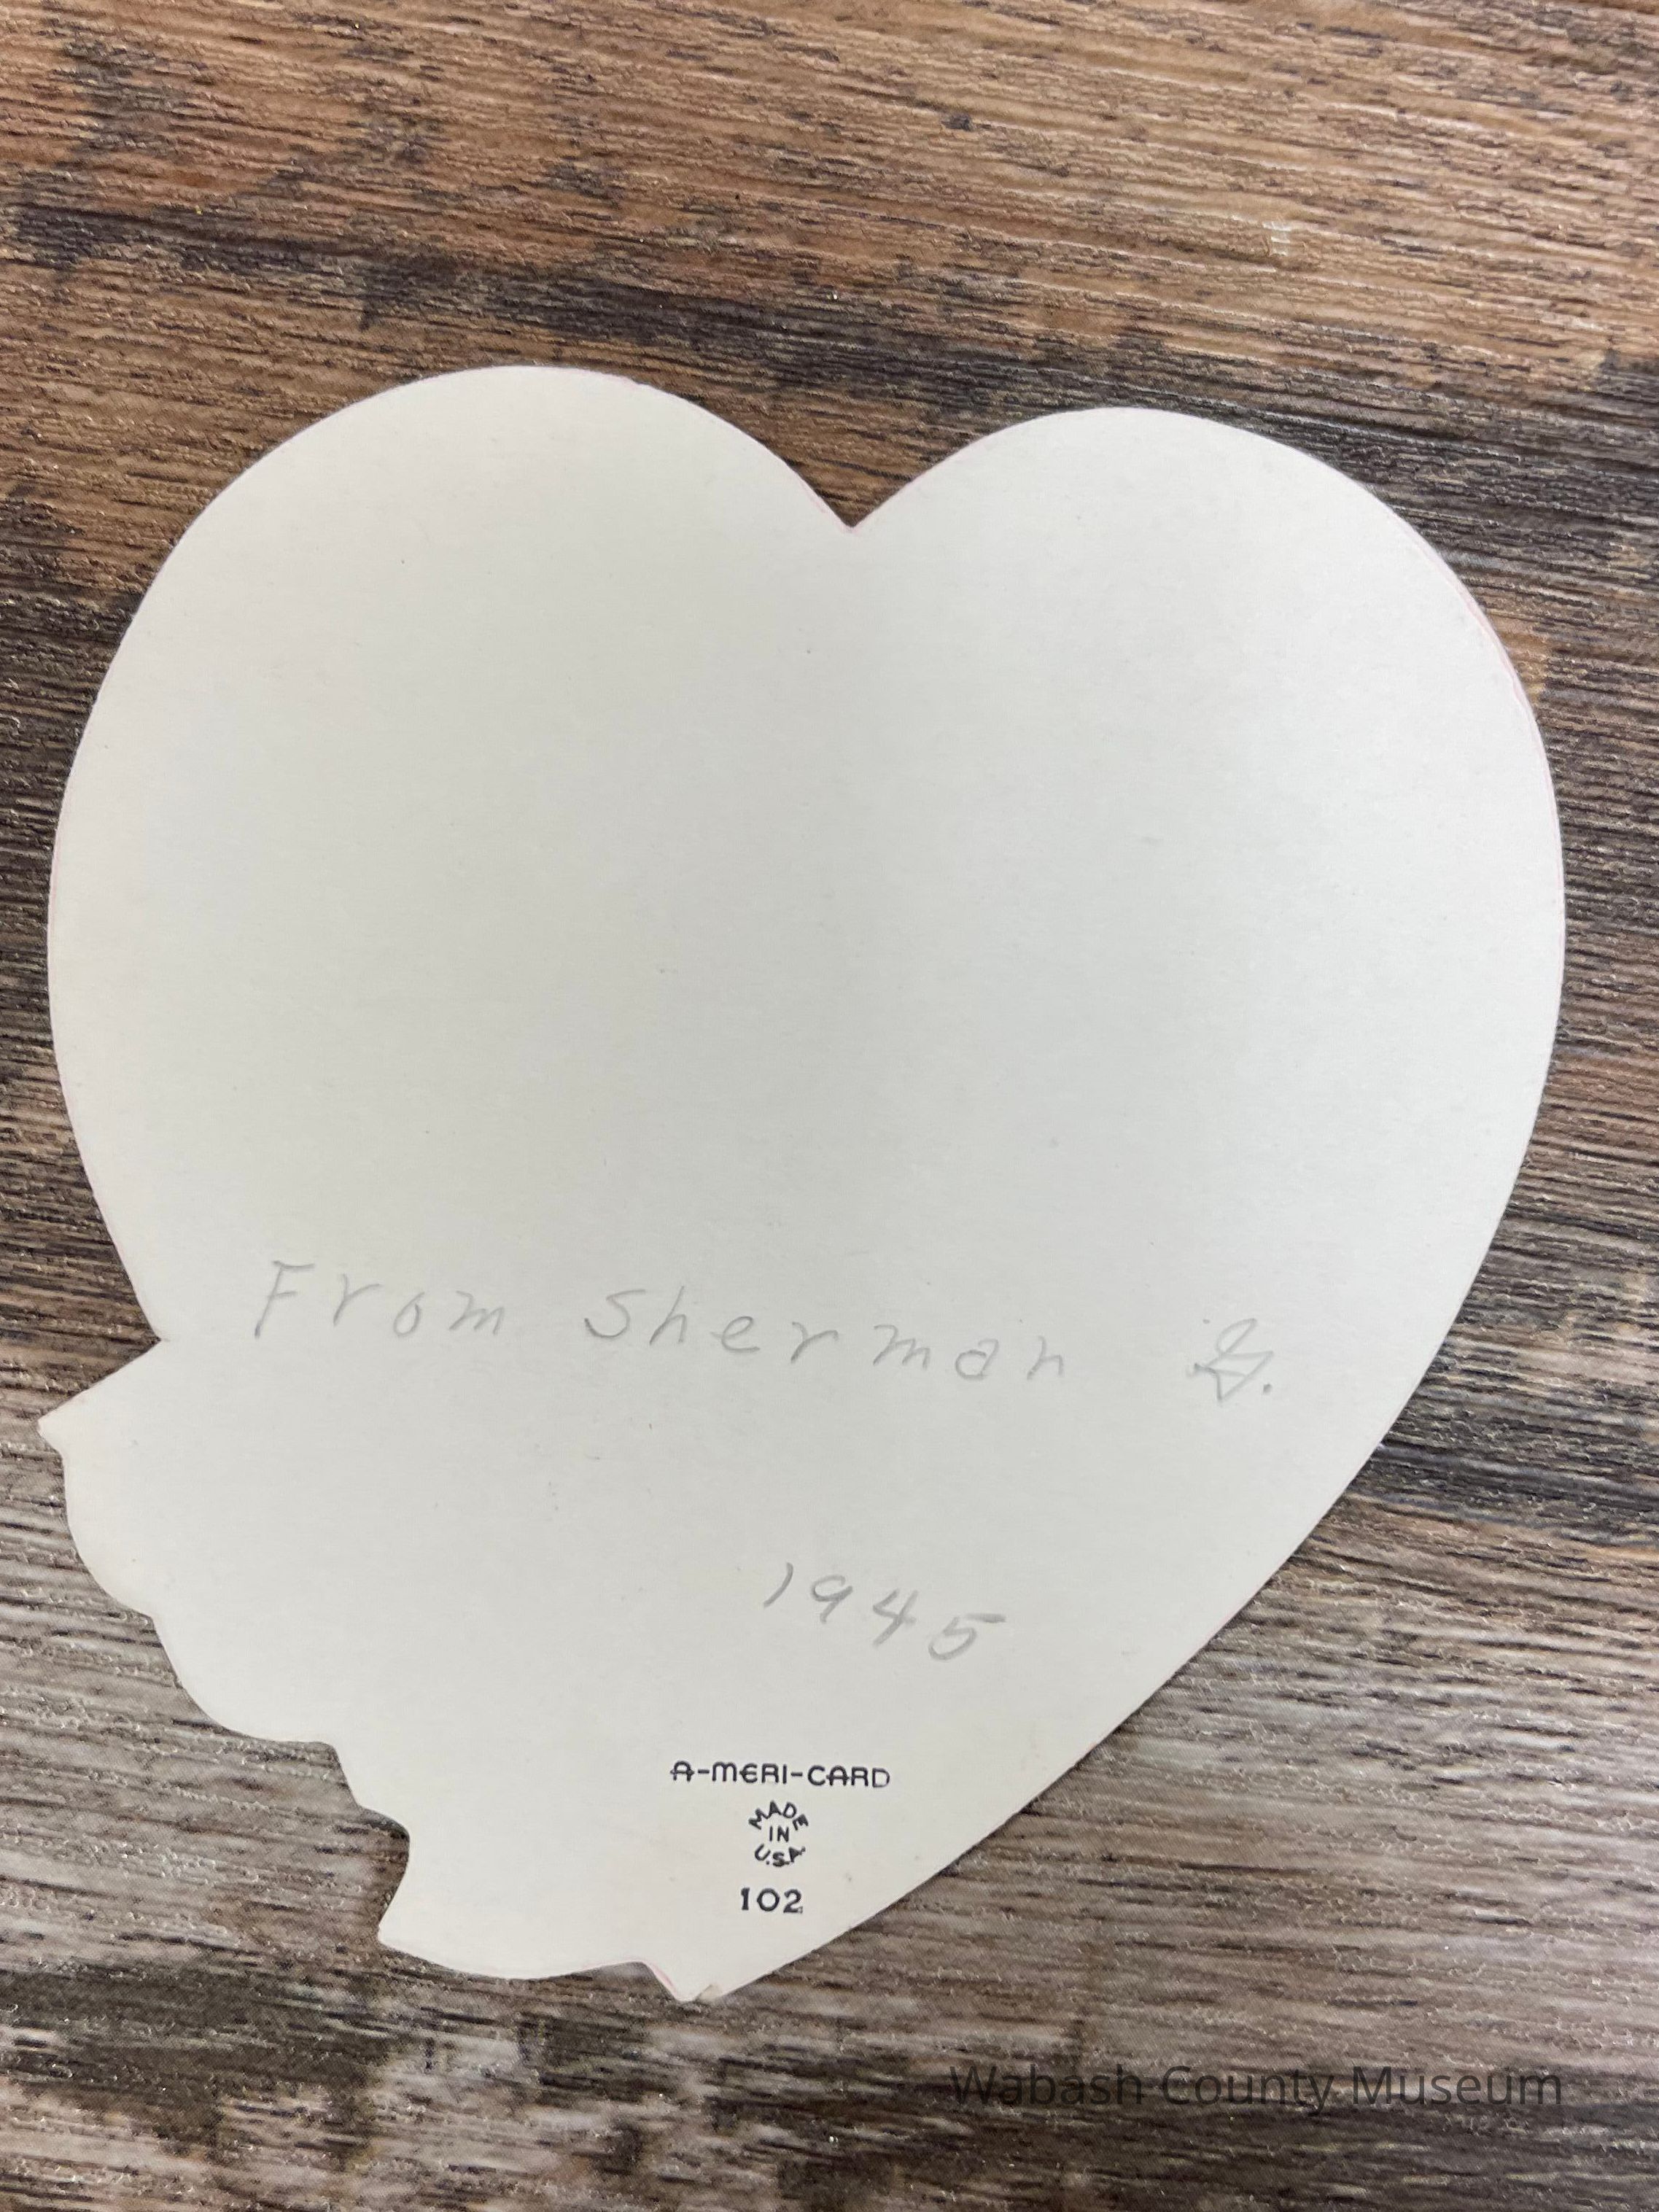 From Sherman G.
1945
A-MERI-CARD
MADE
IN
U.S.A.
102
Wabash County Museum